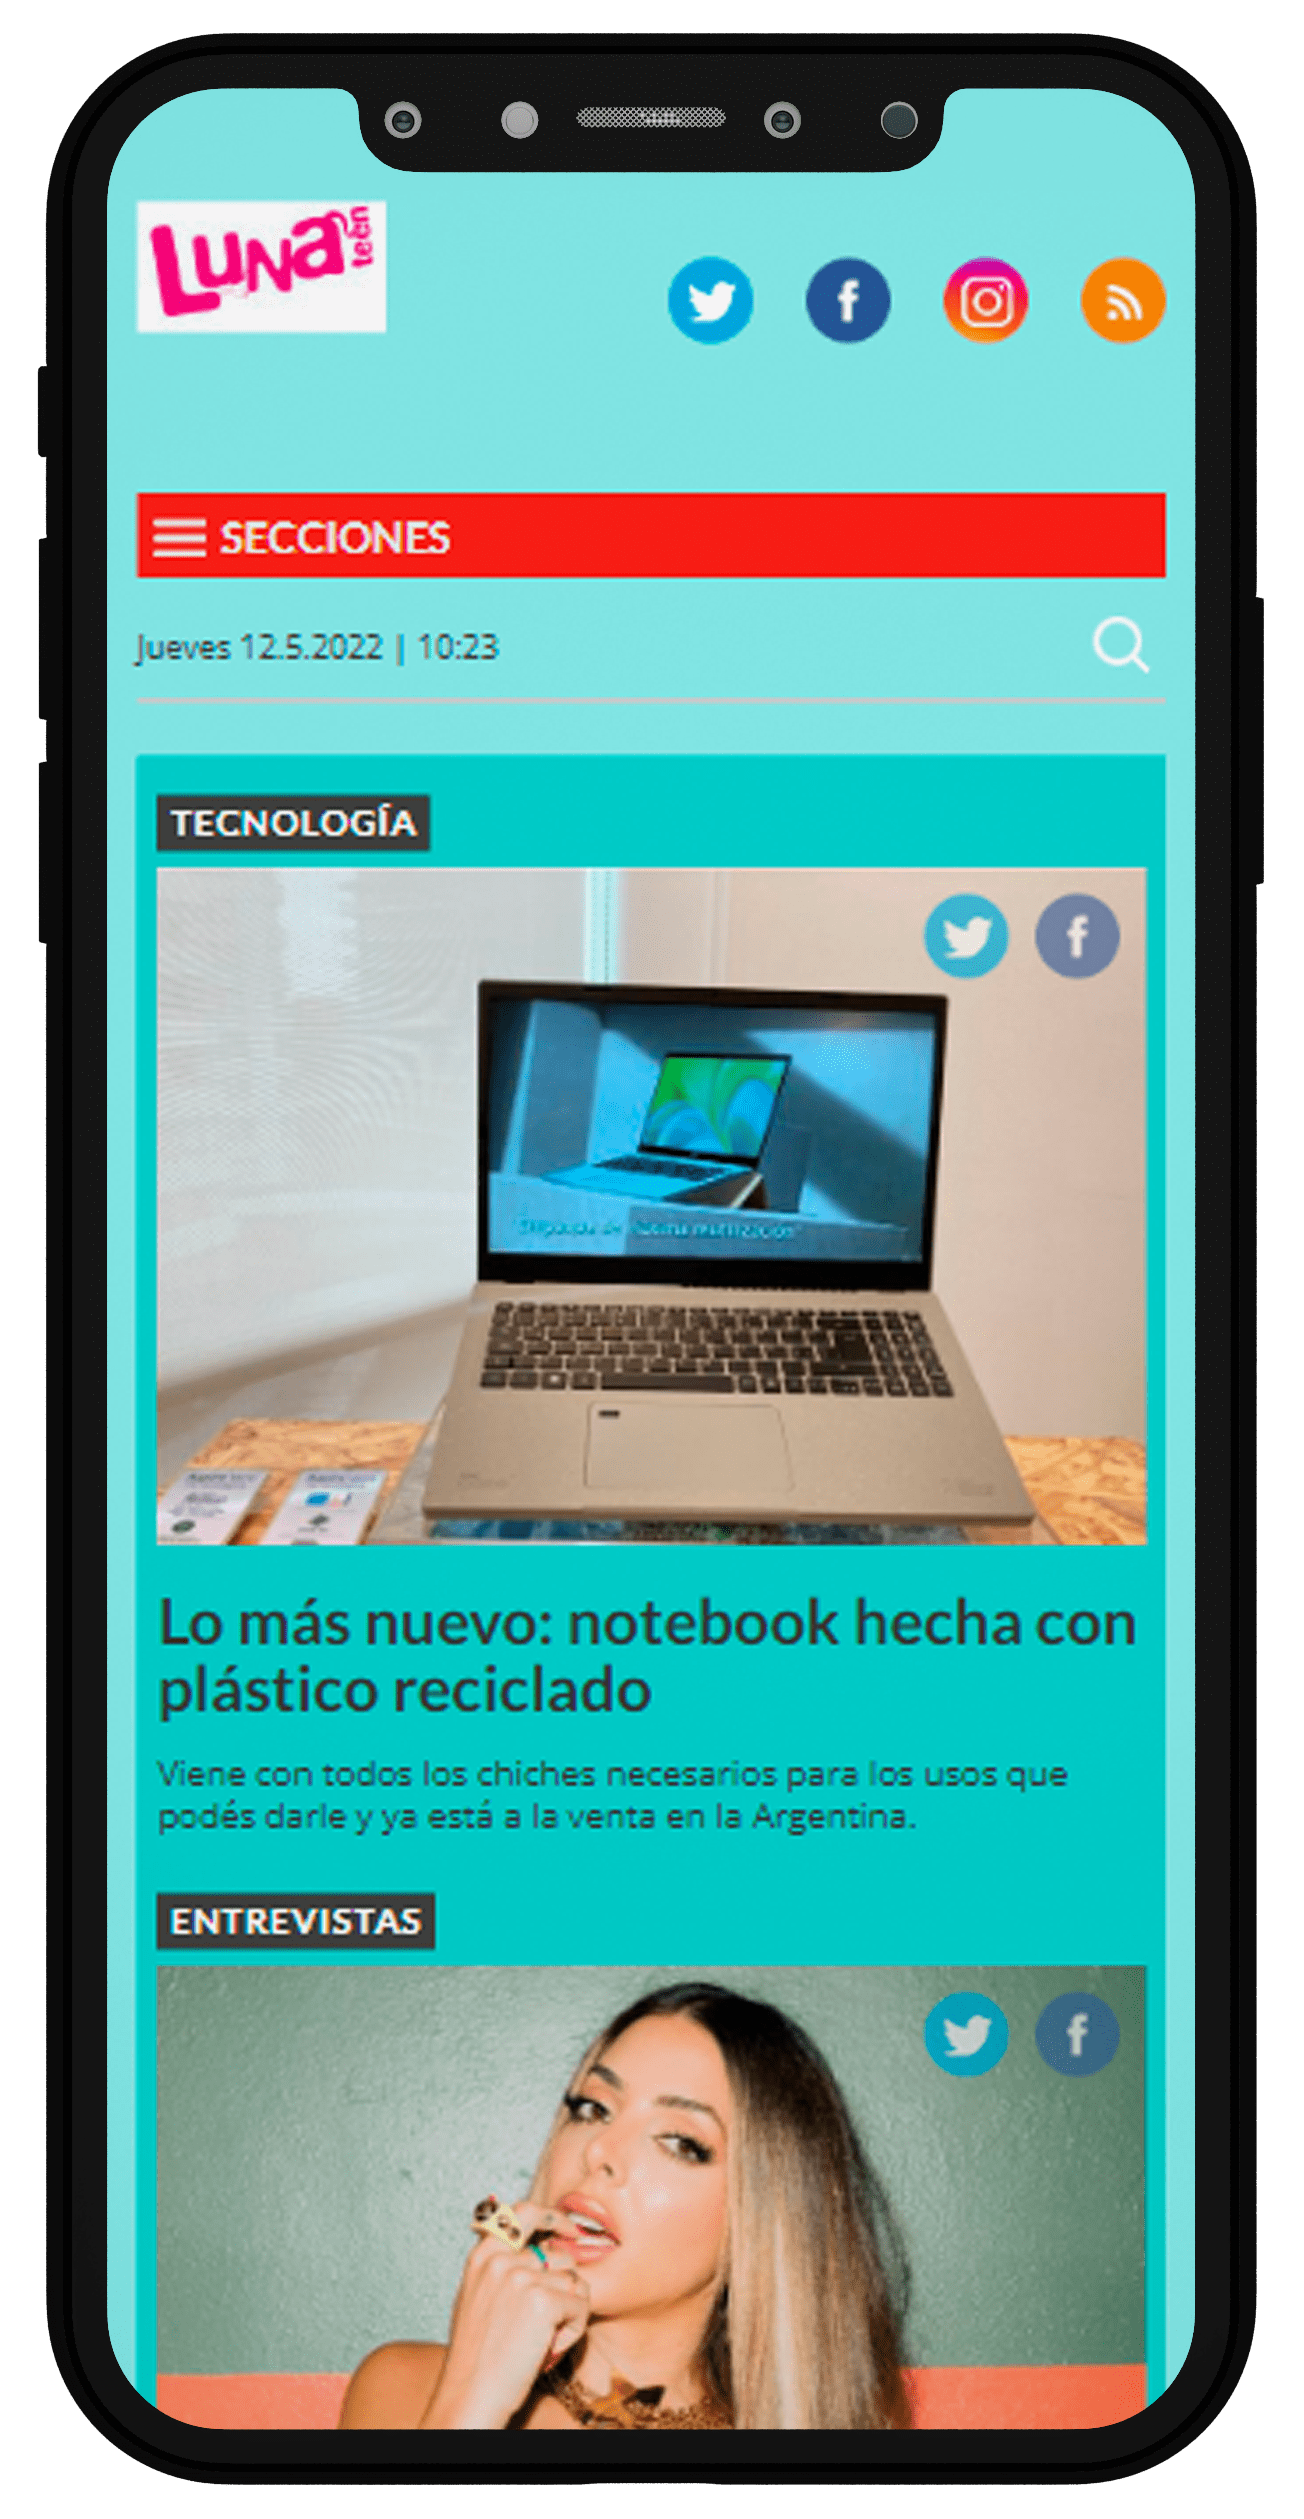 LUNA
teen
SECCIONES
Jueves 12.5.2022 | 10:23
TECNOLOGÍA
Lo más nuevo: notebook hecha con
plástico reciclado
Viene con todos los chiches necesarios para los usos que
podés darle y ya está a la venta en la Argentina.
ENTREVISTAS